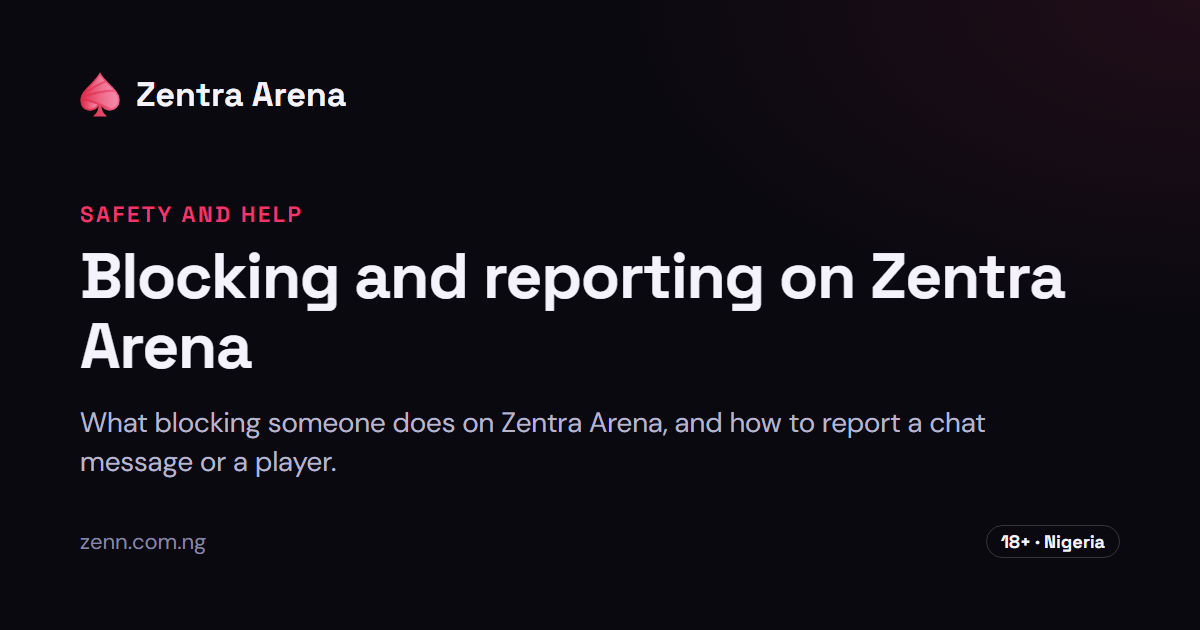 Zentra Arena
SAFETY AND HELP
Blocking and reporting on Zentra
Arena
What blocking someone does on Zentra Arena, and how to report a chat
message or a player.
zenn.com.ng
18+ · Nigeria